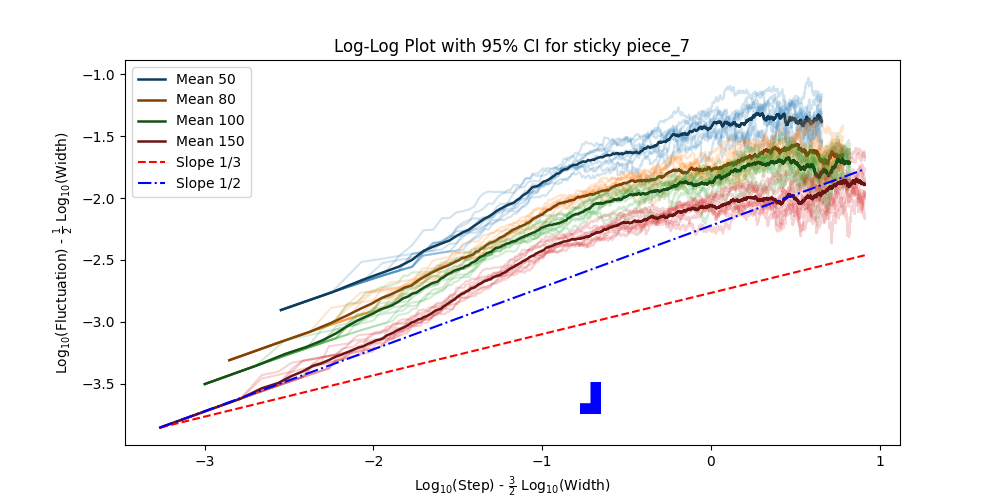 Log-Log Plot with 95% CI for sticky piece_7
Mean 50
Mean 80
Mean 100
Mean 150
Slope 1/3
Slope 1/2
Log₁₀(Fluctuation) - ½ Log₁₀(Width)
−1.0
−1.5
−2.0
−2.5
−3.0
−3.5
−3 −2 −1 0 1
Log₁₀(Step) - 3/2 Log₁₀(Width)